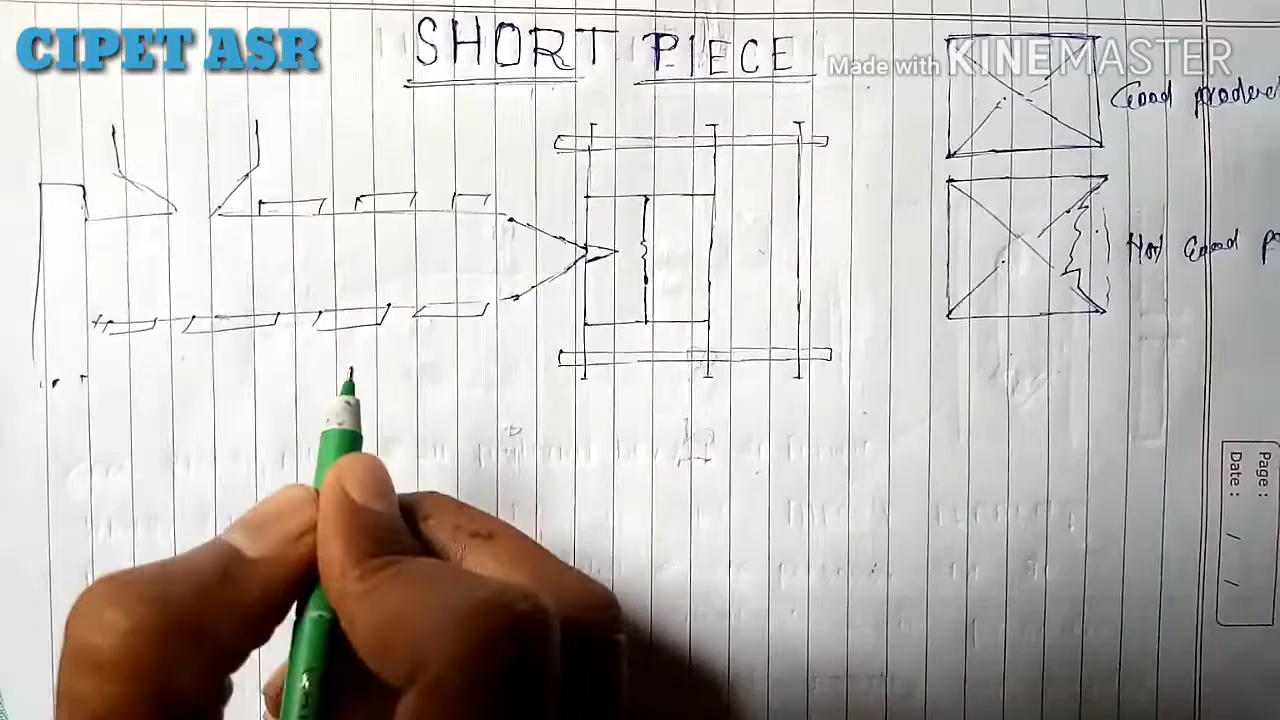 CIPET ASR
SHORT PIECE
Made with KINEMASTER
Good product
Not Good
Page :
Date : / /